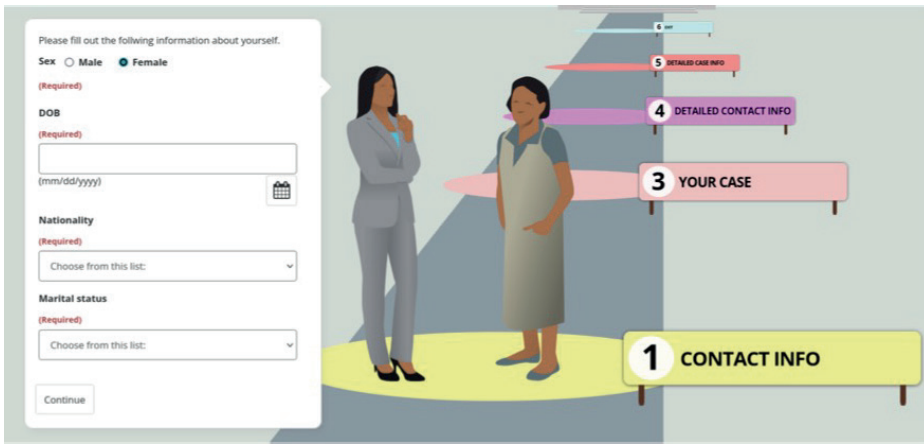 Please fill out the follwing information about yourself.
Sex Male Female
(Required)
DOB
(Required)
(mm/dd/yyyy)
Nationality
(Required)
Choose from this list:
Marital status
(Required)
Choose from this list:
Continue
6
5 DETAILED CASE INFO
4 DETAILED CONTACT INFO
3 YOUR CASE
1 CONTACT INFO